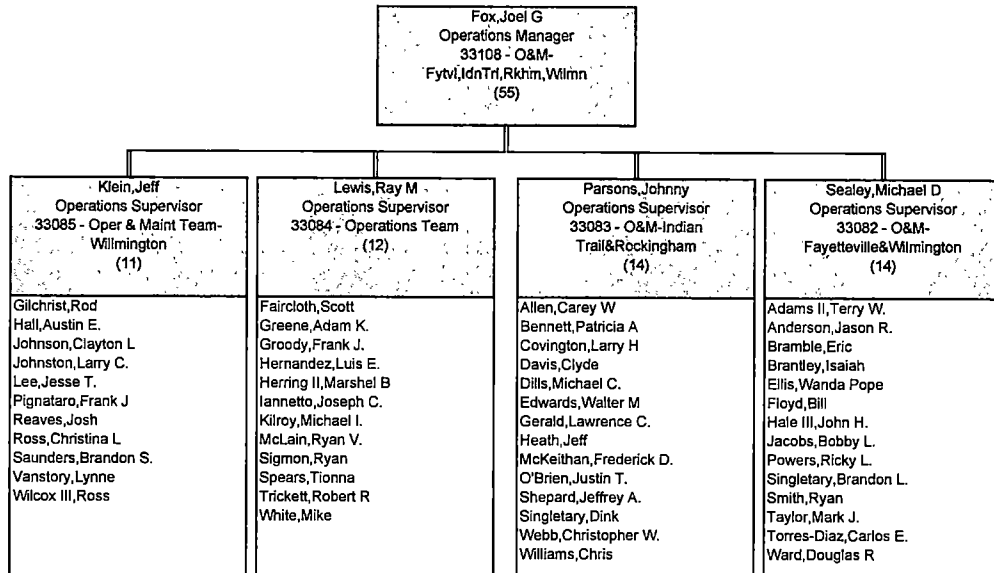 Fox,Joel G
Operations Manager
33108 - O&M-
Fytvl,IdnTrl,Rkhm,Wilmn
(55)
Klein,Jeff
Operations Supervisor
33085 - Oper & Maint Team-
Wilmington
(11)
Gilchrist,Rod
Hall,Austin E.
Johnson,Clayton L
Johnston,Larry C.
Lee,Jesse T.
Pignataro,Frank J
Reaves,Josh
Ross,Christina L
Saunders,Brandon S.
Vanstory,Lynne
Wilcox III,Ross
Lewis,Ray M
Operations Supervisor
33084 - Operations Team
(12)
Faircloth,Scott
Greene,Adam K.
Groody,Frank J.
Hernandez,Luis E.
Herring II,Marshel B
Iannetto,Joseph C.
Kilroy,Michael I.
McLain,Ryan V.
Sigmon,Ryan
Spears,Tionna
Trickett,Robert R
White,Mike
Parsons,Johnny
Operations Supervisor
33083 - O&M-Indian
Trail&Rockingham
(14)
Allen,Carey W
Bennett,Patricia A
Covington,Larry H
Davis,Clyde
Dills,Michael C.
Edwards,Walter M
Gerald,Lawrence C.
Heath,Jeff
McKeithan,Frederick D.
O'Brien,Justin T.
Shepard,Jeffrey A.
Singletary,Dink
Webb,Christopher W.
Williams,Chris
Sealey,Michael D
Operations Supervisor
33082 - O&M-
Fayetteville&Wilmington
(14)
Adams II,Terry W.
Anderson,Jason R.
Bramble,Eric
Brantley,Isaiah
Ellis,Wanda Pope
Floyd,Bill
Hale III,John H.
Jacobs,Bobby L.
Powers,Ricky L.
Singletary,Brandon L.
Smith,Ryan
Taylor,Mark J.
Torres-Diaz,Carlos E.
Ward,Douglas R